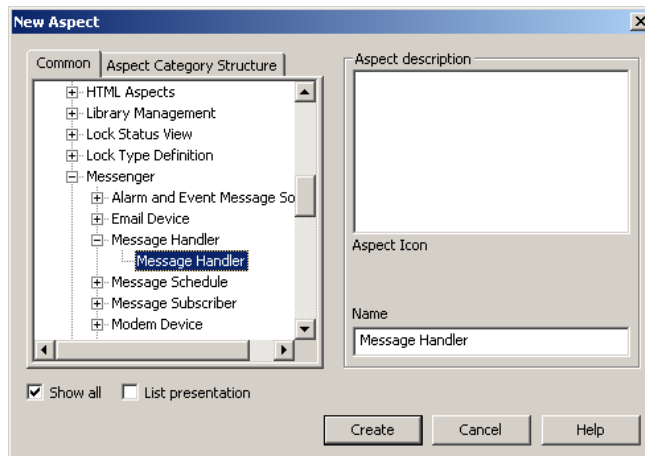 New Aspect
Common
Aspect Category Structure
HTML Aspects
Library Management
Lock Status View
Lock Type Definition
Messenger
Alarm and Event Message So
Email Device
Message Handler
Message Handler
Message Schedule
Message Subscriber
Modem Device
Show all
List presentation
Aspect description
Aspect Icon
Name
Message Handler
Create
Cancel
Help